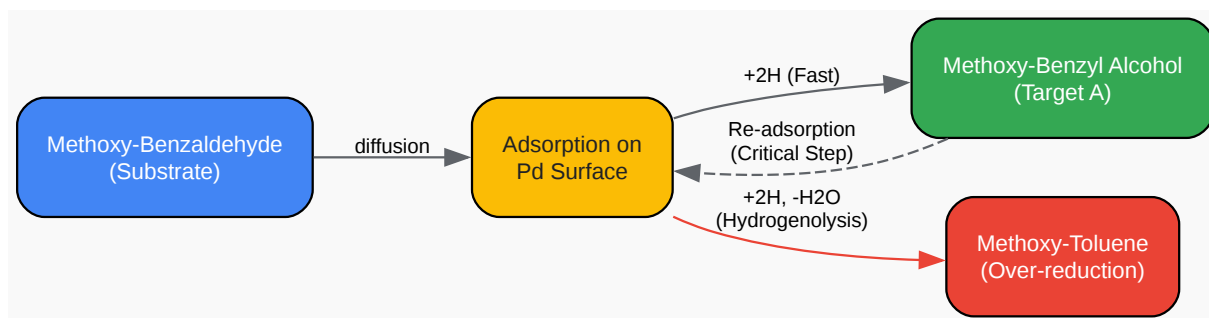 Methoxy-Benzaldehyde
(Substrate)
diffusion
Adsorption on
Pd Surface
+2H (Fast)
Methoxy-Benzyl Alcohol
(Target A)
Re-adsorption
(Critical Step)
+2H, -H2O
(Hydrogenolysis)
Methoxy-Toluene
(Over-reduction)